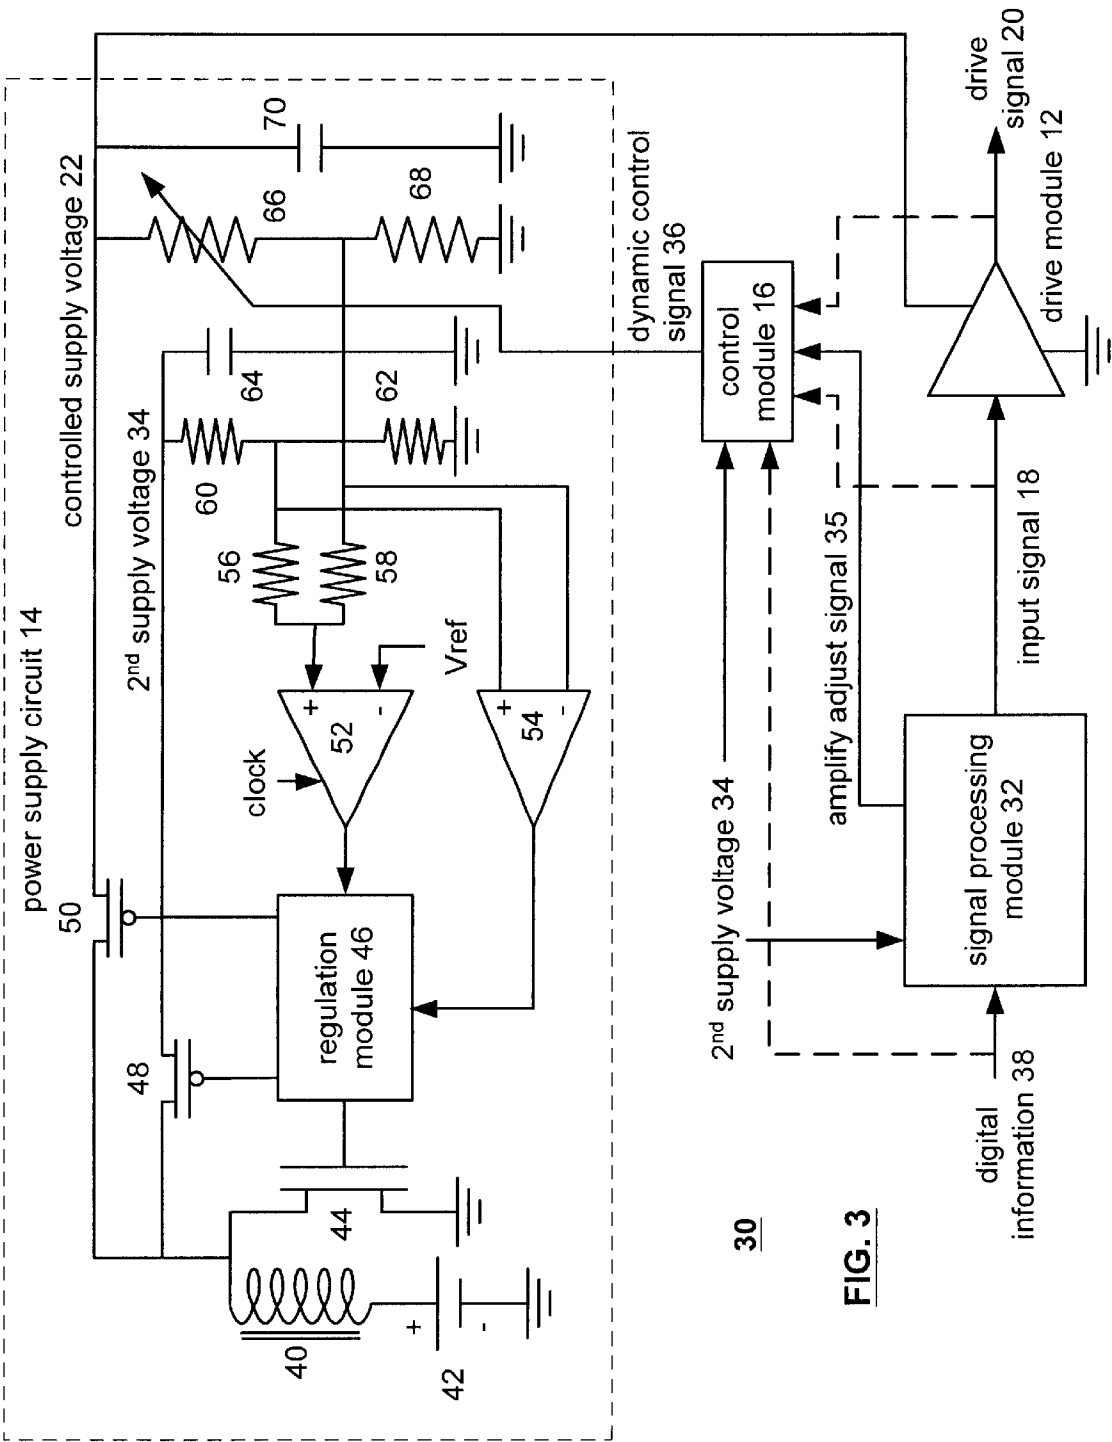 power supply circuit 14
controlled supply voltage 22
2nd supply voltage 34
50
48
40
42
+
-
44
regulation
module 46
clock
52
+
-
Vref
54
+
-
56
58
60
62
64
66
68
70
dynamic control
signal 36
control
module 16
2nd supply voltage 34
amplify adjust signal 35
signal processing
module 32
digital
information 38
input signal 18
drive module 12
drive
signal 20
30
FIG. 3